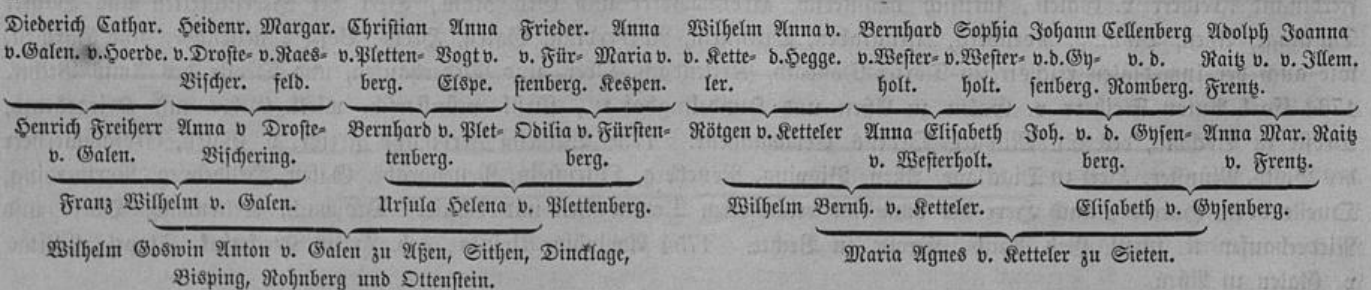 Diederich Cathar. Heidenr. Margar. Christian Anna Frieder. Anna Wilhelm Anna v. Bernhard Sophia Johann Cellenberg Adolph Joanna
v.Galen. v.Hoerde. v.Droste- v.Raes- v.Pletten- Vogt v. v. Für- Maria v. v. Kette- d.Hegge. v.Wester- v.Wester- v.d.Gy- v. d. Raitz v. v. Illem.
Vischer. feld. berg. Elspe. stenberg. Kespen. ler. holt. holt. senberg. Romberg. Frentz.
Henrich Freiherr Anna v Droste- Bernhard v. Plet- Odilia v. Fürsten- Rötgen v. Ketteler Anna Elisabeth Joh. v. d. Gysen- Anna Mar. Raitz
v. Galen. Vischering. tenberg. berg. v. Westerholt. berg. v. Frentz.
Franz Wilhelm v. Galen. Ursula Helena v. Plettenberg. Wilhelm Bernh. v. Ketteler. Elisabeth v. Gysenberg.
Wilhelm Goswin Anton v. Galen zu Aßen, Sithen, Dincklage, Maria Agnes v. Ketteler zu Sieten.
Bisping, Rohnberg und Ottenstein.